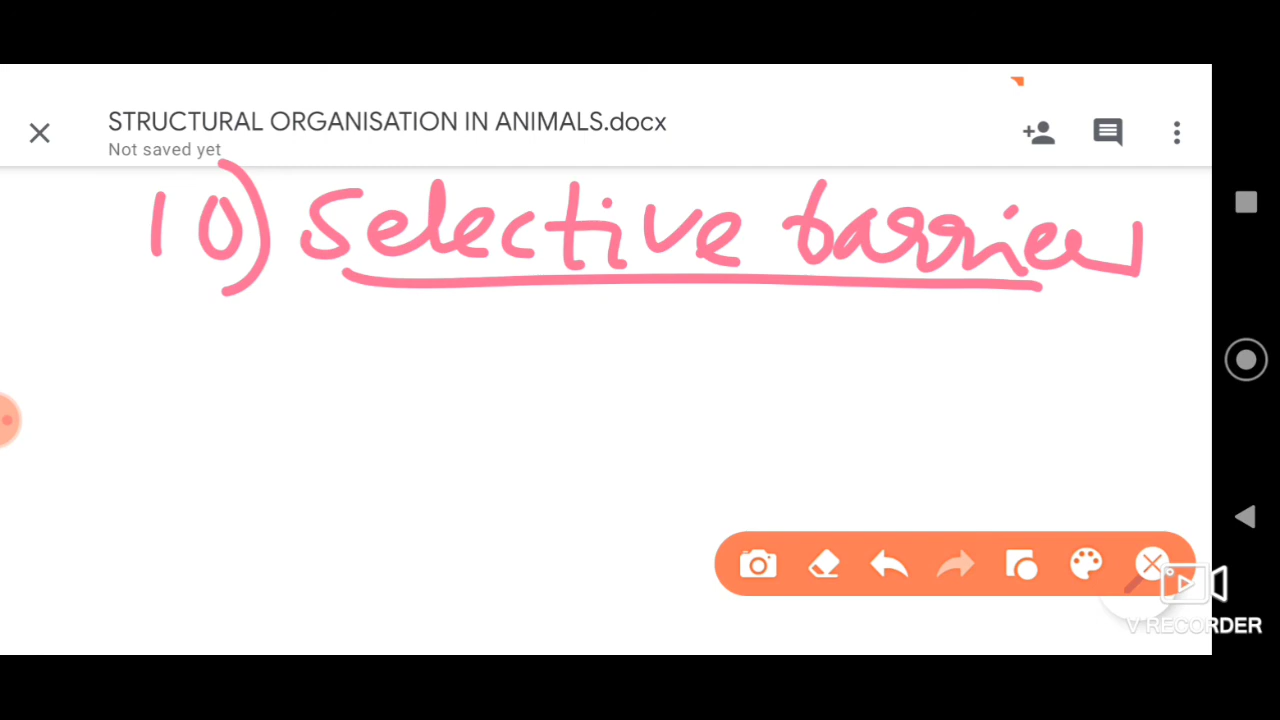 STRUCTURAL ORGANISATION IN ANIMALS.docx
Not saved yet
10) Selective barrier
V RECORDER